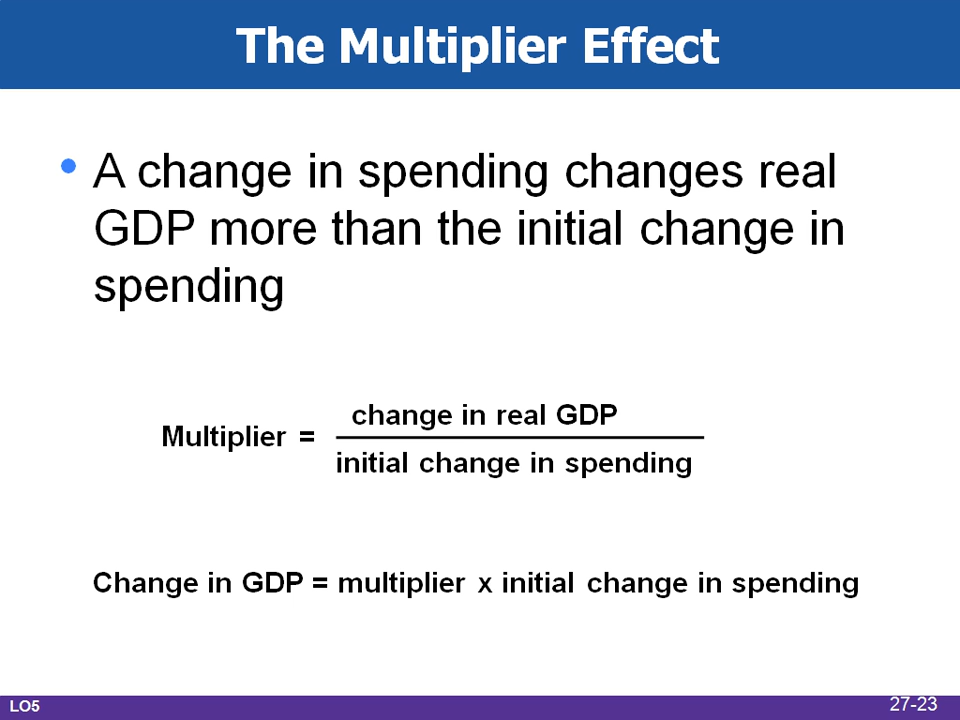 The Multiplier Effect
• A change in spending changes real
GDP more than the initial change in
spending
change in real GDP
Multiplier =
initial change in spending
Change in GDP = multiplier x initial change in spending
LO5
27-23